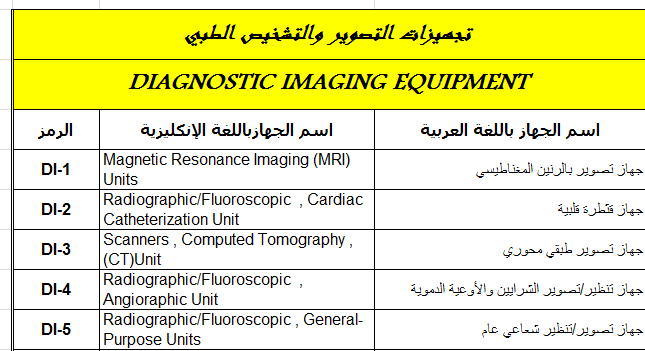 تجهيزات التصوير والتشخيص الطبي
DIAGNOSTIC IMAGING EQUIPMENT
الرمز اسم الجهازباللغة الإنكليزية اسم الجهاز باللغة العربية
DI-1 Magnetic Resonance Imaging (MRI) Units جهاز تصوير بالرنين المغناطيسي
DI-2 Radiographic/Fluoroscopic , Cardiac Catheterization Unit جهاز قثطرة قلبية
DI-3 Scanners , Computed Tomography , (CT)Unit جهاز تصوير طبقي محوري
DI-4 Radiographic/Fluoroscopic , Angioraphic Unit جهاز تنظير/تصوير الشرايين والأوعية الدموية
DI-5 Radiographic/Fluoroscopic , General-Purpose Units جهاز تصوير/تنظير شعاعي عام